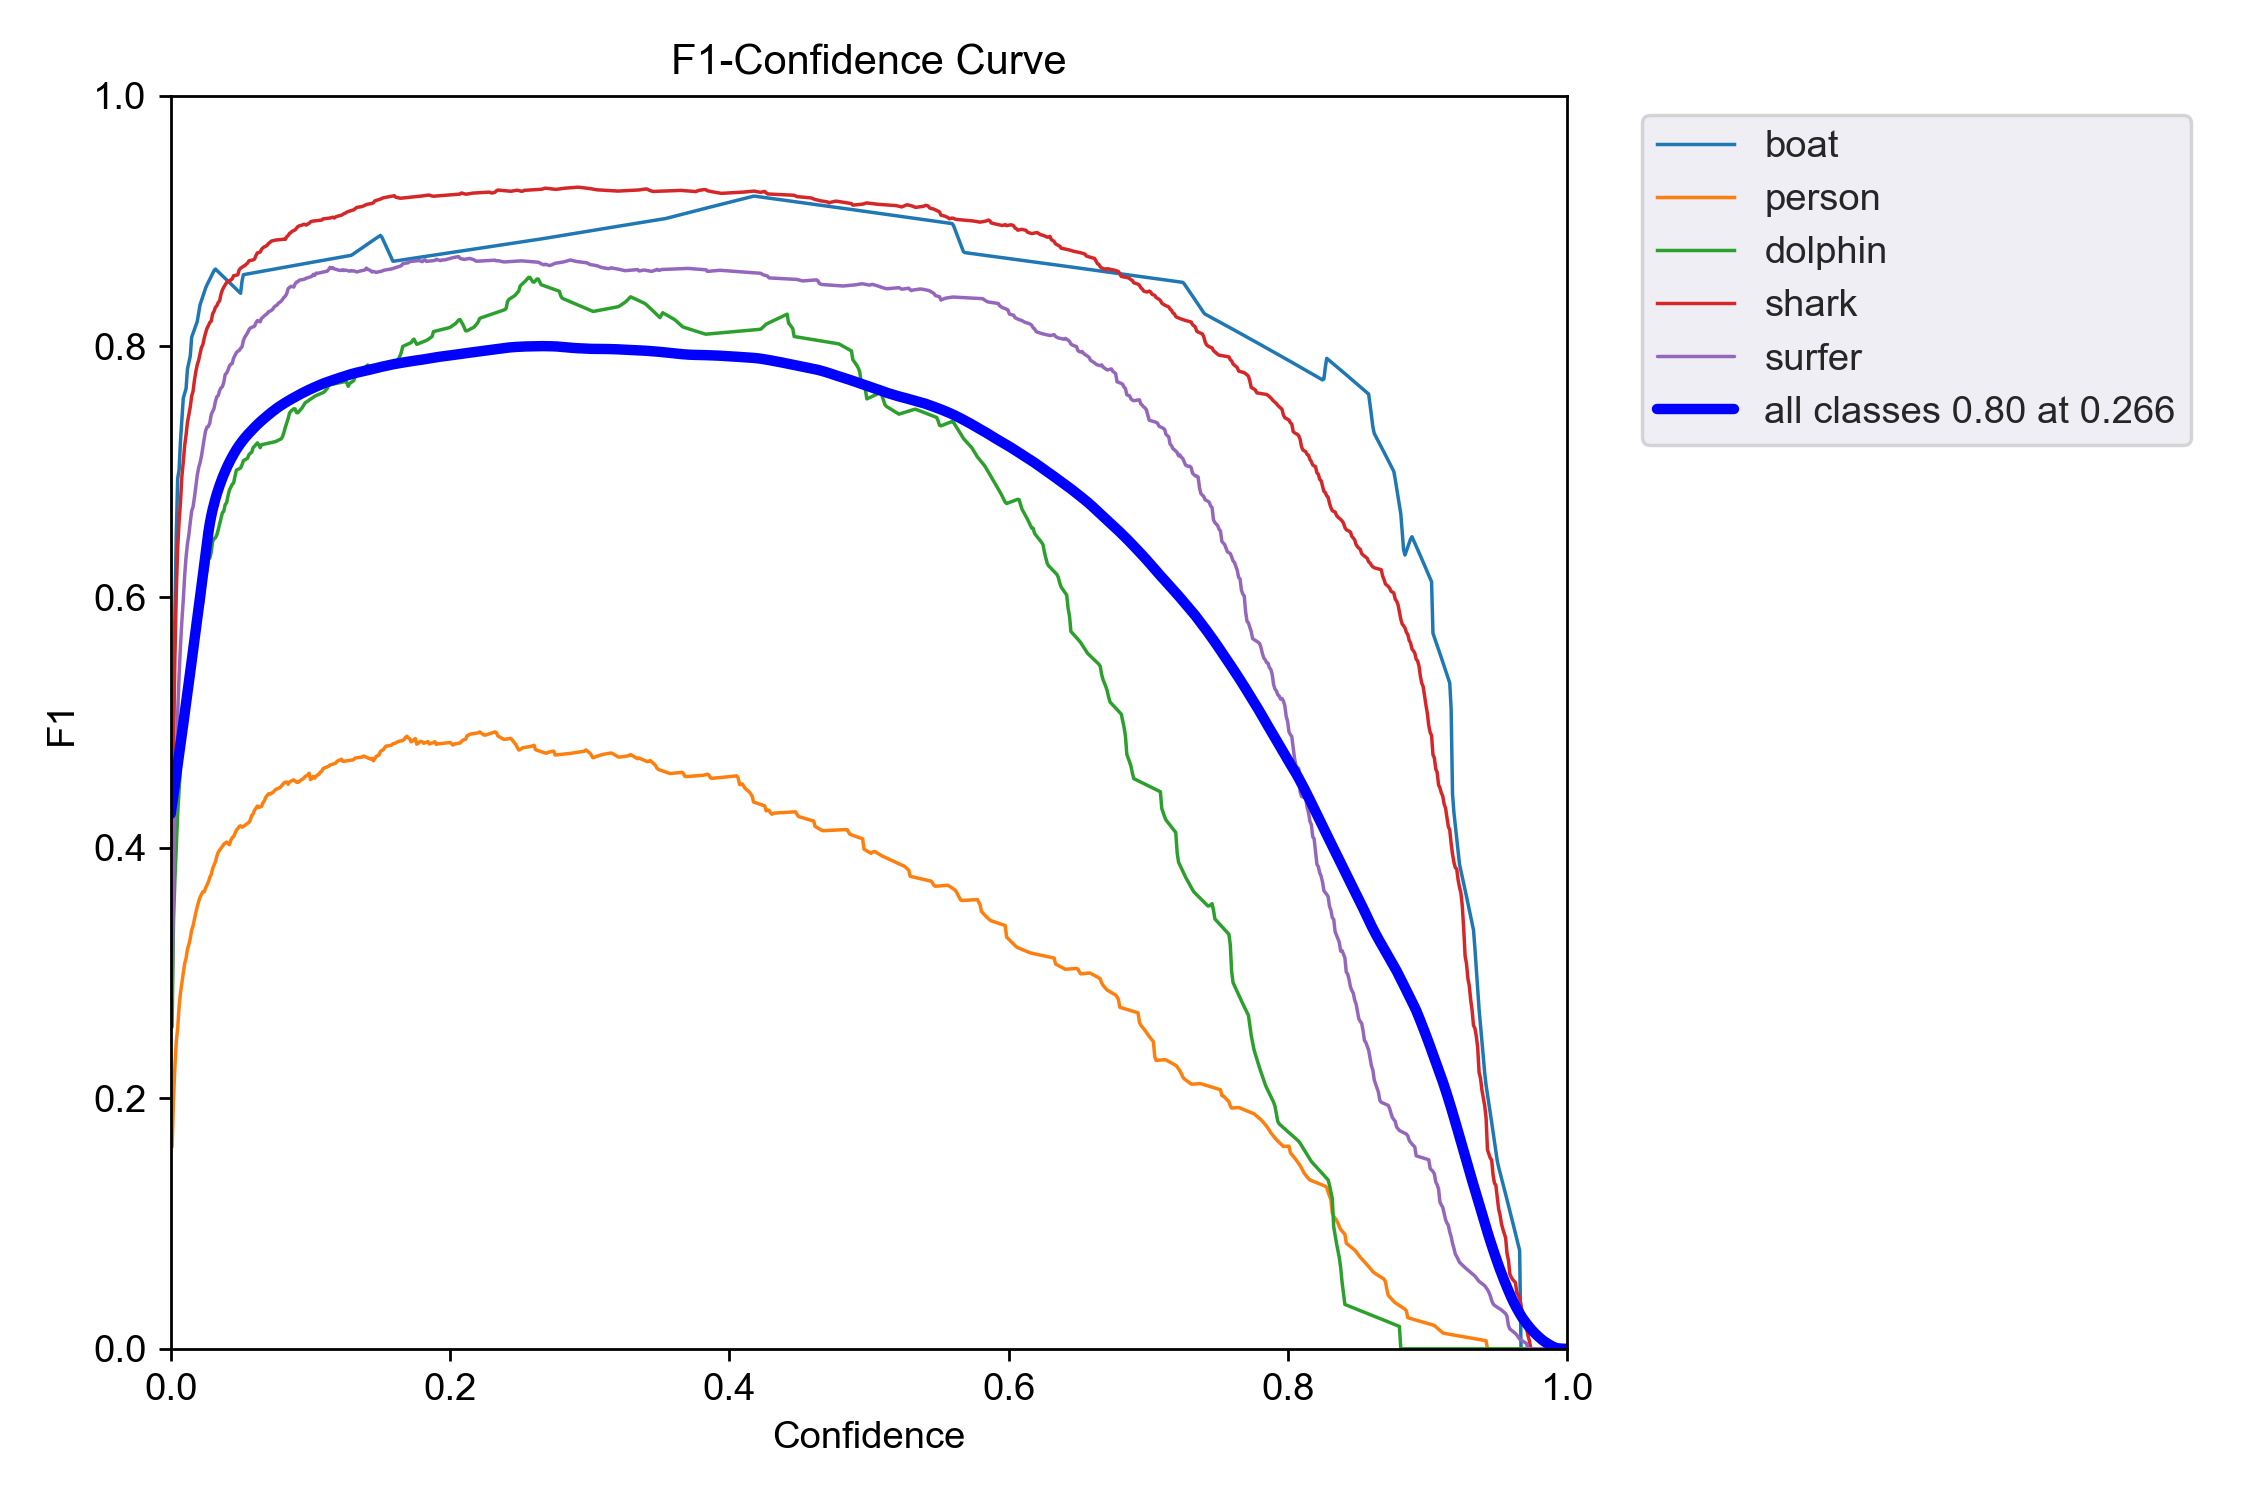 F1-Confidence Curve
1.0
0.8
0.6
0.4
0.2
0.0
F1
0.0 0.2 0.4 0.6 0.8 1.0
Confidence
boat
person
dolphin
shark
surfer
all classes 0.80 at 0.266